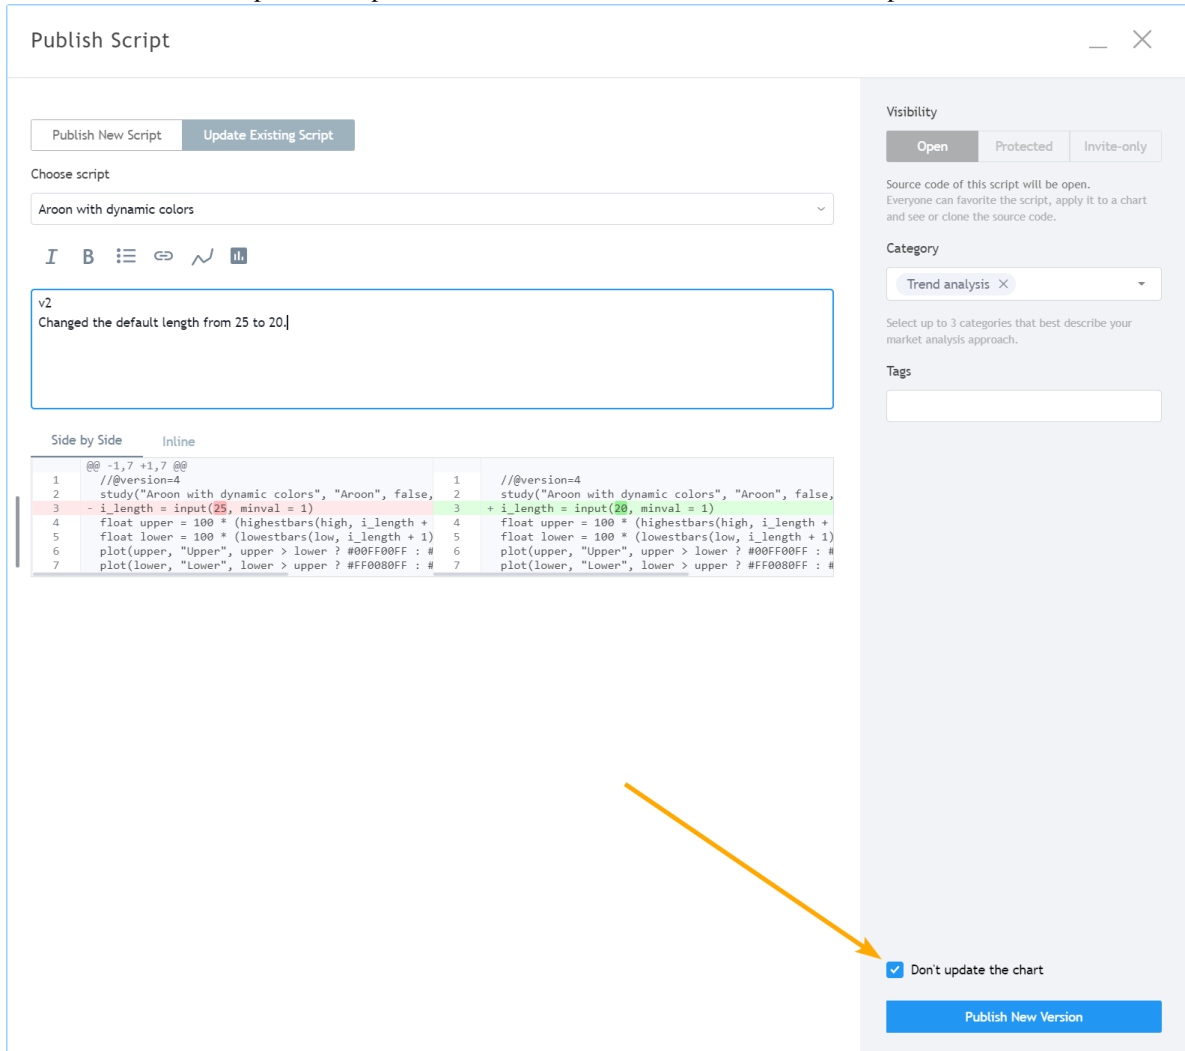 Publish Script
Publish New Script
Update Existing Script
Choose script
Aroon with dynamic colors
I B
v2
Changed the default length from 25 to 20.
Side by Side
Inline
@@ -1,7 +1,7 @@
1 //@version=4
2 study("Aroon with dynamic colors", "Aroon", false,
3 - i_length = input(25, minval = 1)
4 float upper = 100 * (highestbars(high, i_length +
5 float lower = 100 * (lowestbars(low, i_length + 1)
6 plot(upper, "Upper", upper > lower ? #00FF00FF : #
7 plot(lower, "Lower", lower > upper ? #FF0080FF : #
1 //@version=4
2 study("Aroon with dynamic colors", "Aroon", false,
3 + i_length = input(20, minval = 1)
4 float upper = 100 * (highestbars(high, i_length +
5 float lower = 100 * (lowestbars(low, i_length + 1)
6 plot(upper, "Upper", upper > lower ? #00FF00FF : #
7 plot(lower, "Lower", lower > upper ? #FF0080FF : #
Visibility
Open
Protected
Invite-only
Source code of this script will be open.
Everyone can favorite the script, apply it to a chart
and see or clone the source code.
Category
Trend analysis
Select up to 3 categories that best describe your
market analysis approach.
Tags
Don't update the chart
Publish New Version